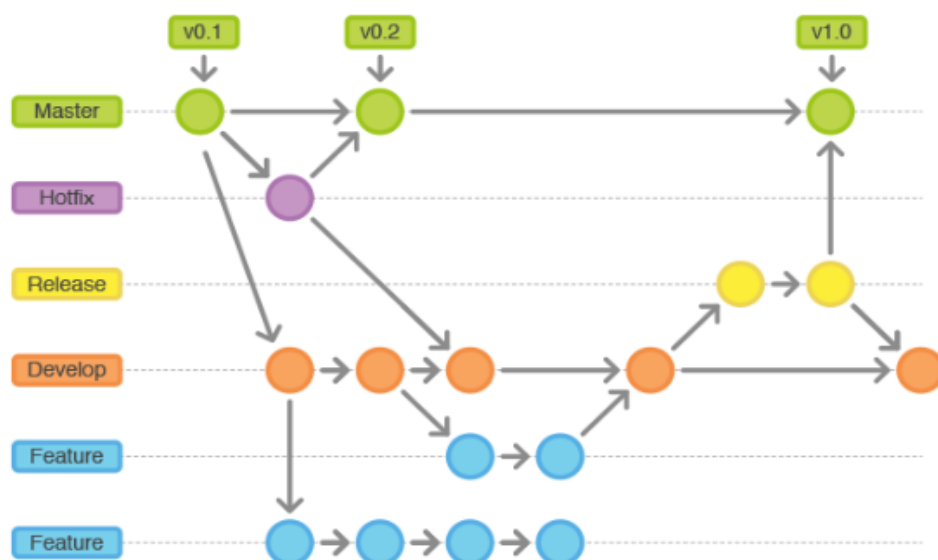 v0.1
v0.2
v1.0
Master
Hotfix
Release
Develop
Feature
Feature